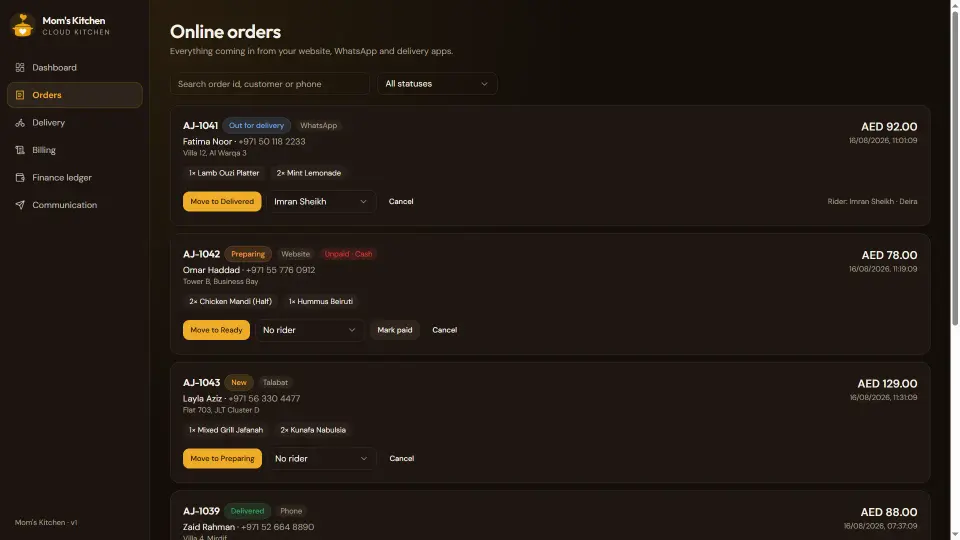 Mom's Kitchen
CLOUD KITCHEN
Dashboard
Orders
Delivery
Billing
Finance ledger
Communication
Mom's Kitchen · v1
Online orders
Everything coming in from your website, WhatsApp and delivery apps.
Search order id, customer or phone
All statuses
AJ-1041 Out for delivery WhatsApp AED 92.00
Fatima Noor · +971 50 118 2233 16/08/2026, 11:01:09
Villa 12, Al Warqa 3
1× Lamb Ouzi Platter 2× Mint Lemonade
Move to Delivered Imran Sheikh Cancel Rider: Imran Sheikh · Deira
AJ-1042 Preparing Website Unpaid · Cash AED 78.00
Omar Haddad · +971 55 776 0912 16/08/2026, 11:19:09
Tower B, Business Bay
2× Chicken Mandi (Half) 1× Hummus Beiruti
Move to Ready No rider Mark paid Cancel
AJ-1043 New Talabat AED 129.00
Layla Aziz · +971 56 330 4477 16/08/2026, 11:31:09
Flat 703, JLT Cluster D
1× Mixed Grill Jafanah 2× Kunafa Nabulsia
Move to Preparing No rider Cancel
AJ-1039 Delivered Phone AED 88.00
Zaid Rahman · +971 52 664 8890 16/08/2026, 07:37:09
Villa 4, Mirdif